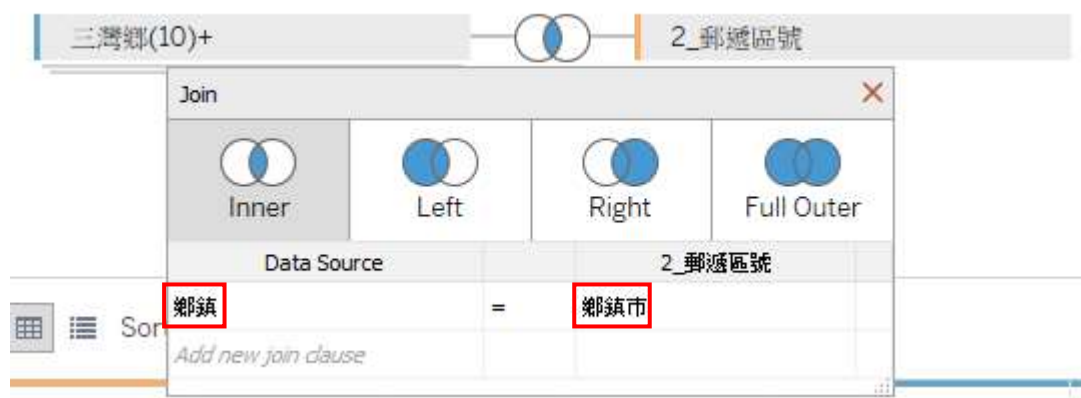 三灣鄉(10)+ 2_郵遞區號
Join
Inner Left Right Full Outer
Data Source 2_郵遞區號
鄉鎮 = 鄉鎮市
Sor
Add new join clause